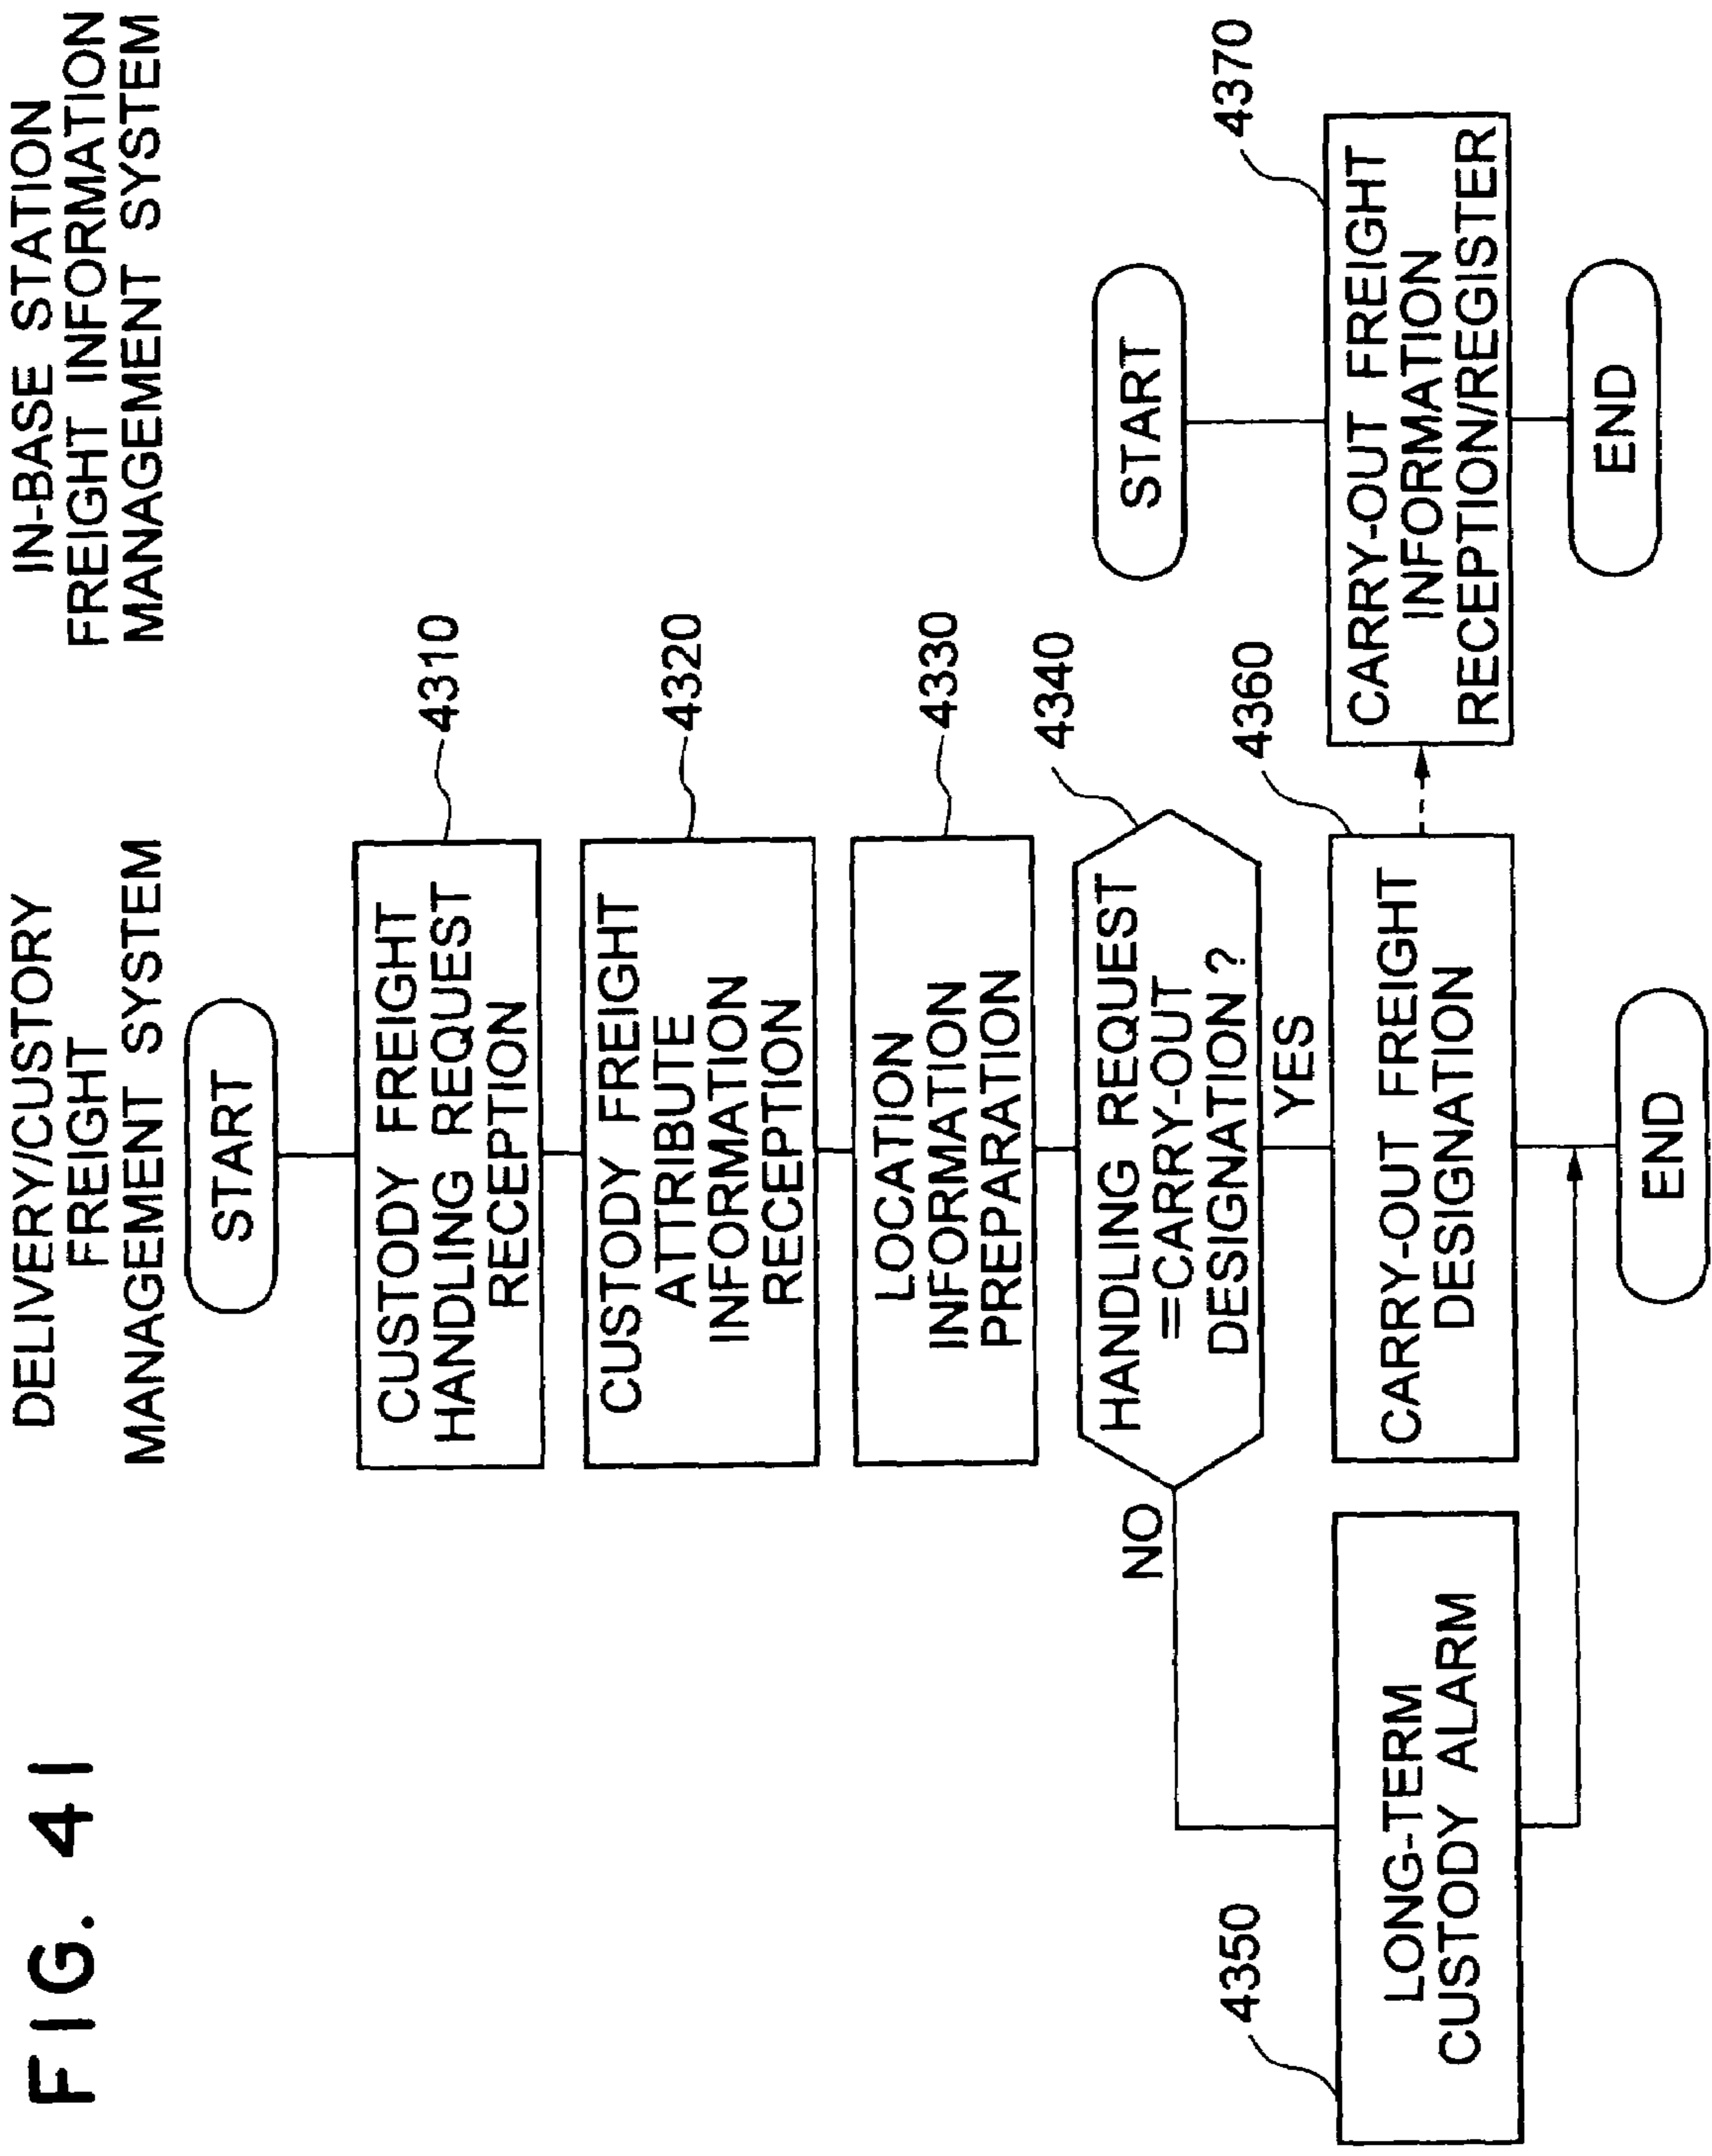 FIG. 41
DELIVERY/CUSTORY
FREIGHT
MANAGEMENT SYSTEM
IN-BASE STATION
FREIGHT INFORMATION
MANAGEMENT SYSTEM
START
CUSTODY FREIGHT
HANDLING REQUEST
RECEPTION
4310
CUSTODY FREIGHT
ATTRIBUTE
INFORMATION
RECEPTION
4320
LOCATION
INFORMATION
PREPARATION
4330
HANDLING REQUEST
=CARRY-OUT
DESIGNATION ?
4340
NO
YES
4350
LONG-TERM
CUSTODY ALARM
CARRY-OUT FREIGHT
DESIGNATION
4360
END
START
CARRY-OUT FREIGHT
INFORMATION
RECEPTION/REGISTER
4370
END